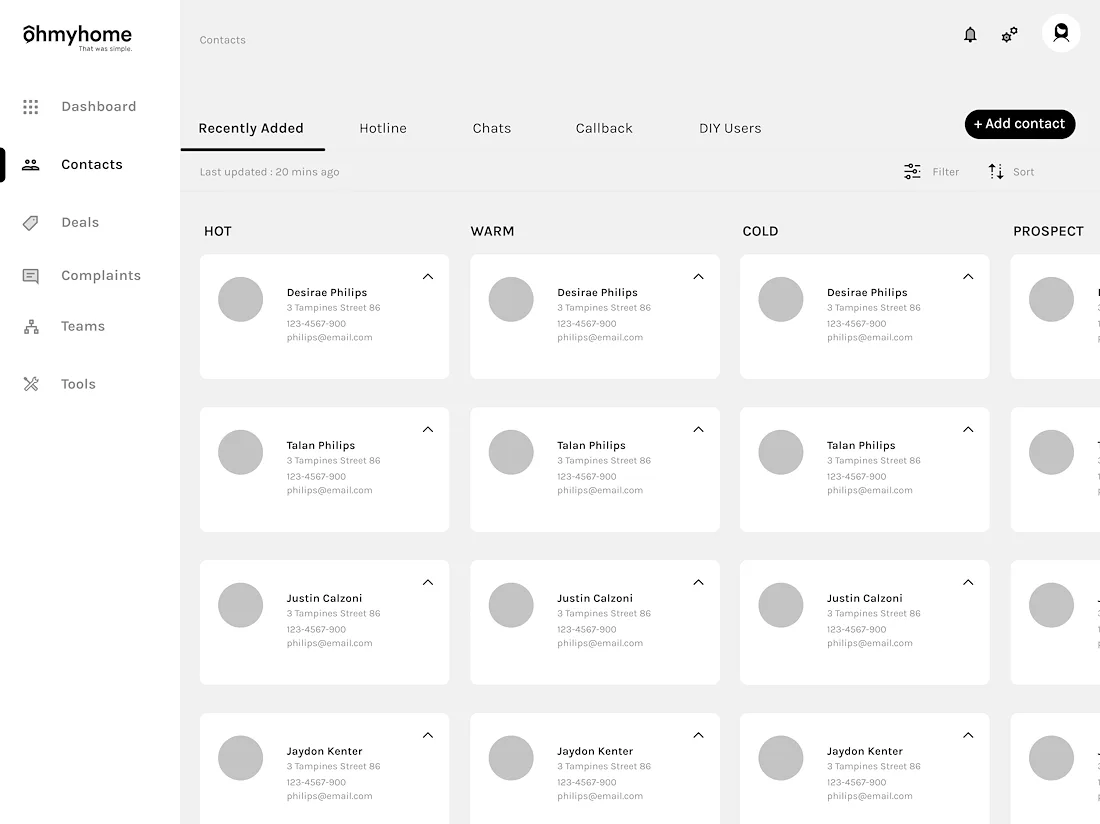 ōhmyhome
That was simple.
Dashboard
Contacts
Deals
Complaints
Teams
Tools
Contacts
Recently Added
Hotline
Chats
Callback
DIY Users
+ Add contact
Last updated : 20 mins ago
Filter
Sort
HOT
WARM
COLD
PROSPECT
Desirae Philips
3 Tampines Street 86
123-4567-900
philips@email.com
Desirae Philips
3 Tampines Street 86
123-4567-900
philips@email.com
Desirae Philips
3 Tampines Street 86
123-4567-900
philips@email.com
Talan Philips
3 Tampines Street 86
123-4567-900
philips@email.com
Talan Philips
3 Tampines Street 86
123-4567-900
philips@email.com
Talan Philips
3 Tampines Street 86
123-4567-900
philips@email.com
Justin Calzoni
3 Tampines Street 86
123-4567-900
philips@email.com
Justin Calzoni
3 Tampines Street 86
123-4567-900
philips@email.com
Justin Calzoni
3 Tampines Street 86
123-4567-900
philips@email.com
Jaydon Kenter
3 Tampines Street 86
123-4567-900
philips@email.com
Jaydon Kenter
3 Tampines Street 86
123-4567-900
philips@email.com
Jaydon Kenter
3 Tampines Street 86
123-4567-900
philips@email.com